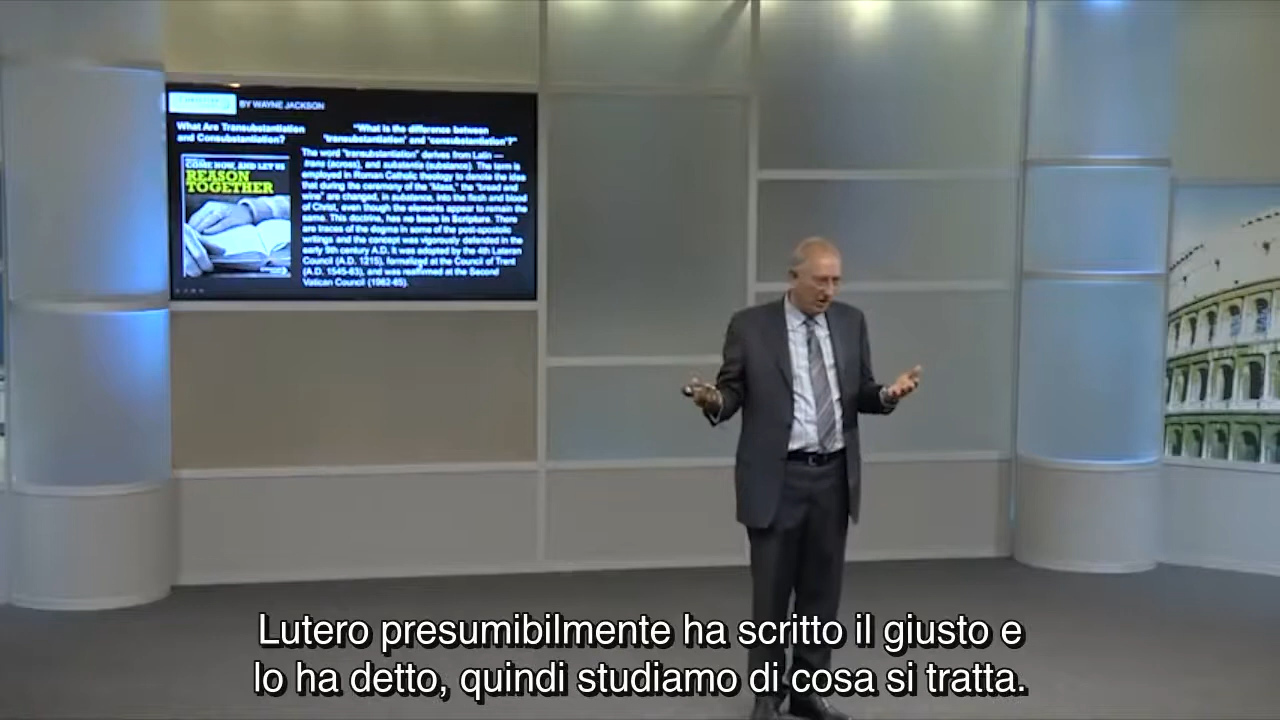 BY WAYNE JACKSON
What Are Transubstantiation
and Consubstantiation?
COME NOW, AND LET US
REASON
TOGETHER
"What is the difference between
'transubstantiation' and 'consubstantiation'?"
The word "transubstantiation" derives from Latin —
trans (across), and substantia (substance). The term is
employed in Roman Catholic theology to denote the idea
that during the ceremony of the "Mass," the "bread and
wine" are changed, in substance, into the flesh and blood
of Christ, even though the elements appear to remain the
same. This doctrine, has no basis in Scripture. There
are traces of the dogma in some of the post-apostolic
writings and the concept was vigorously defended in the
early 9th century A.D. It was adopted by the 4th Lateran
Council (A.D. 1215), formalized at the Council of Trent
(A.D. 1545-63), and was reaffirmed at the Second
Vatican Council (1962-65).
Lutero presumibilmente ha scritto il giusto e
lo ha detto, quindi studiamo di cosa si tratta.